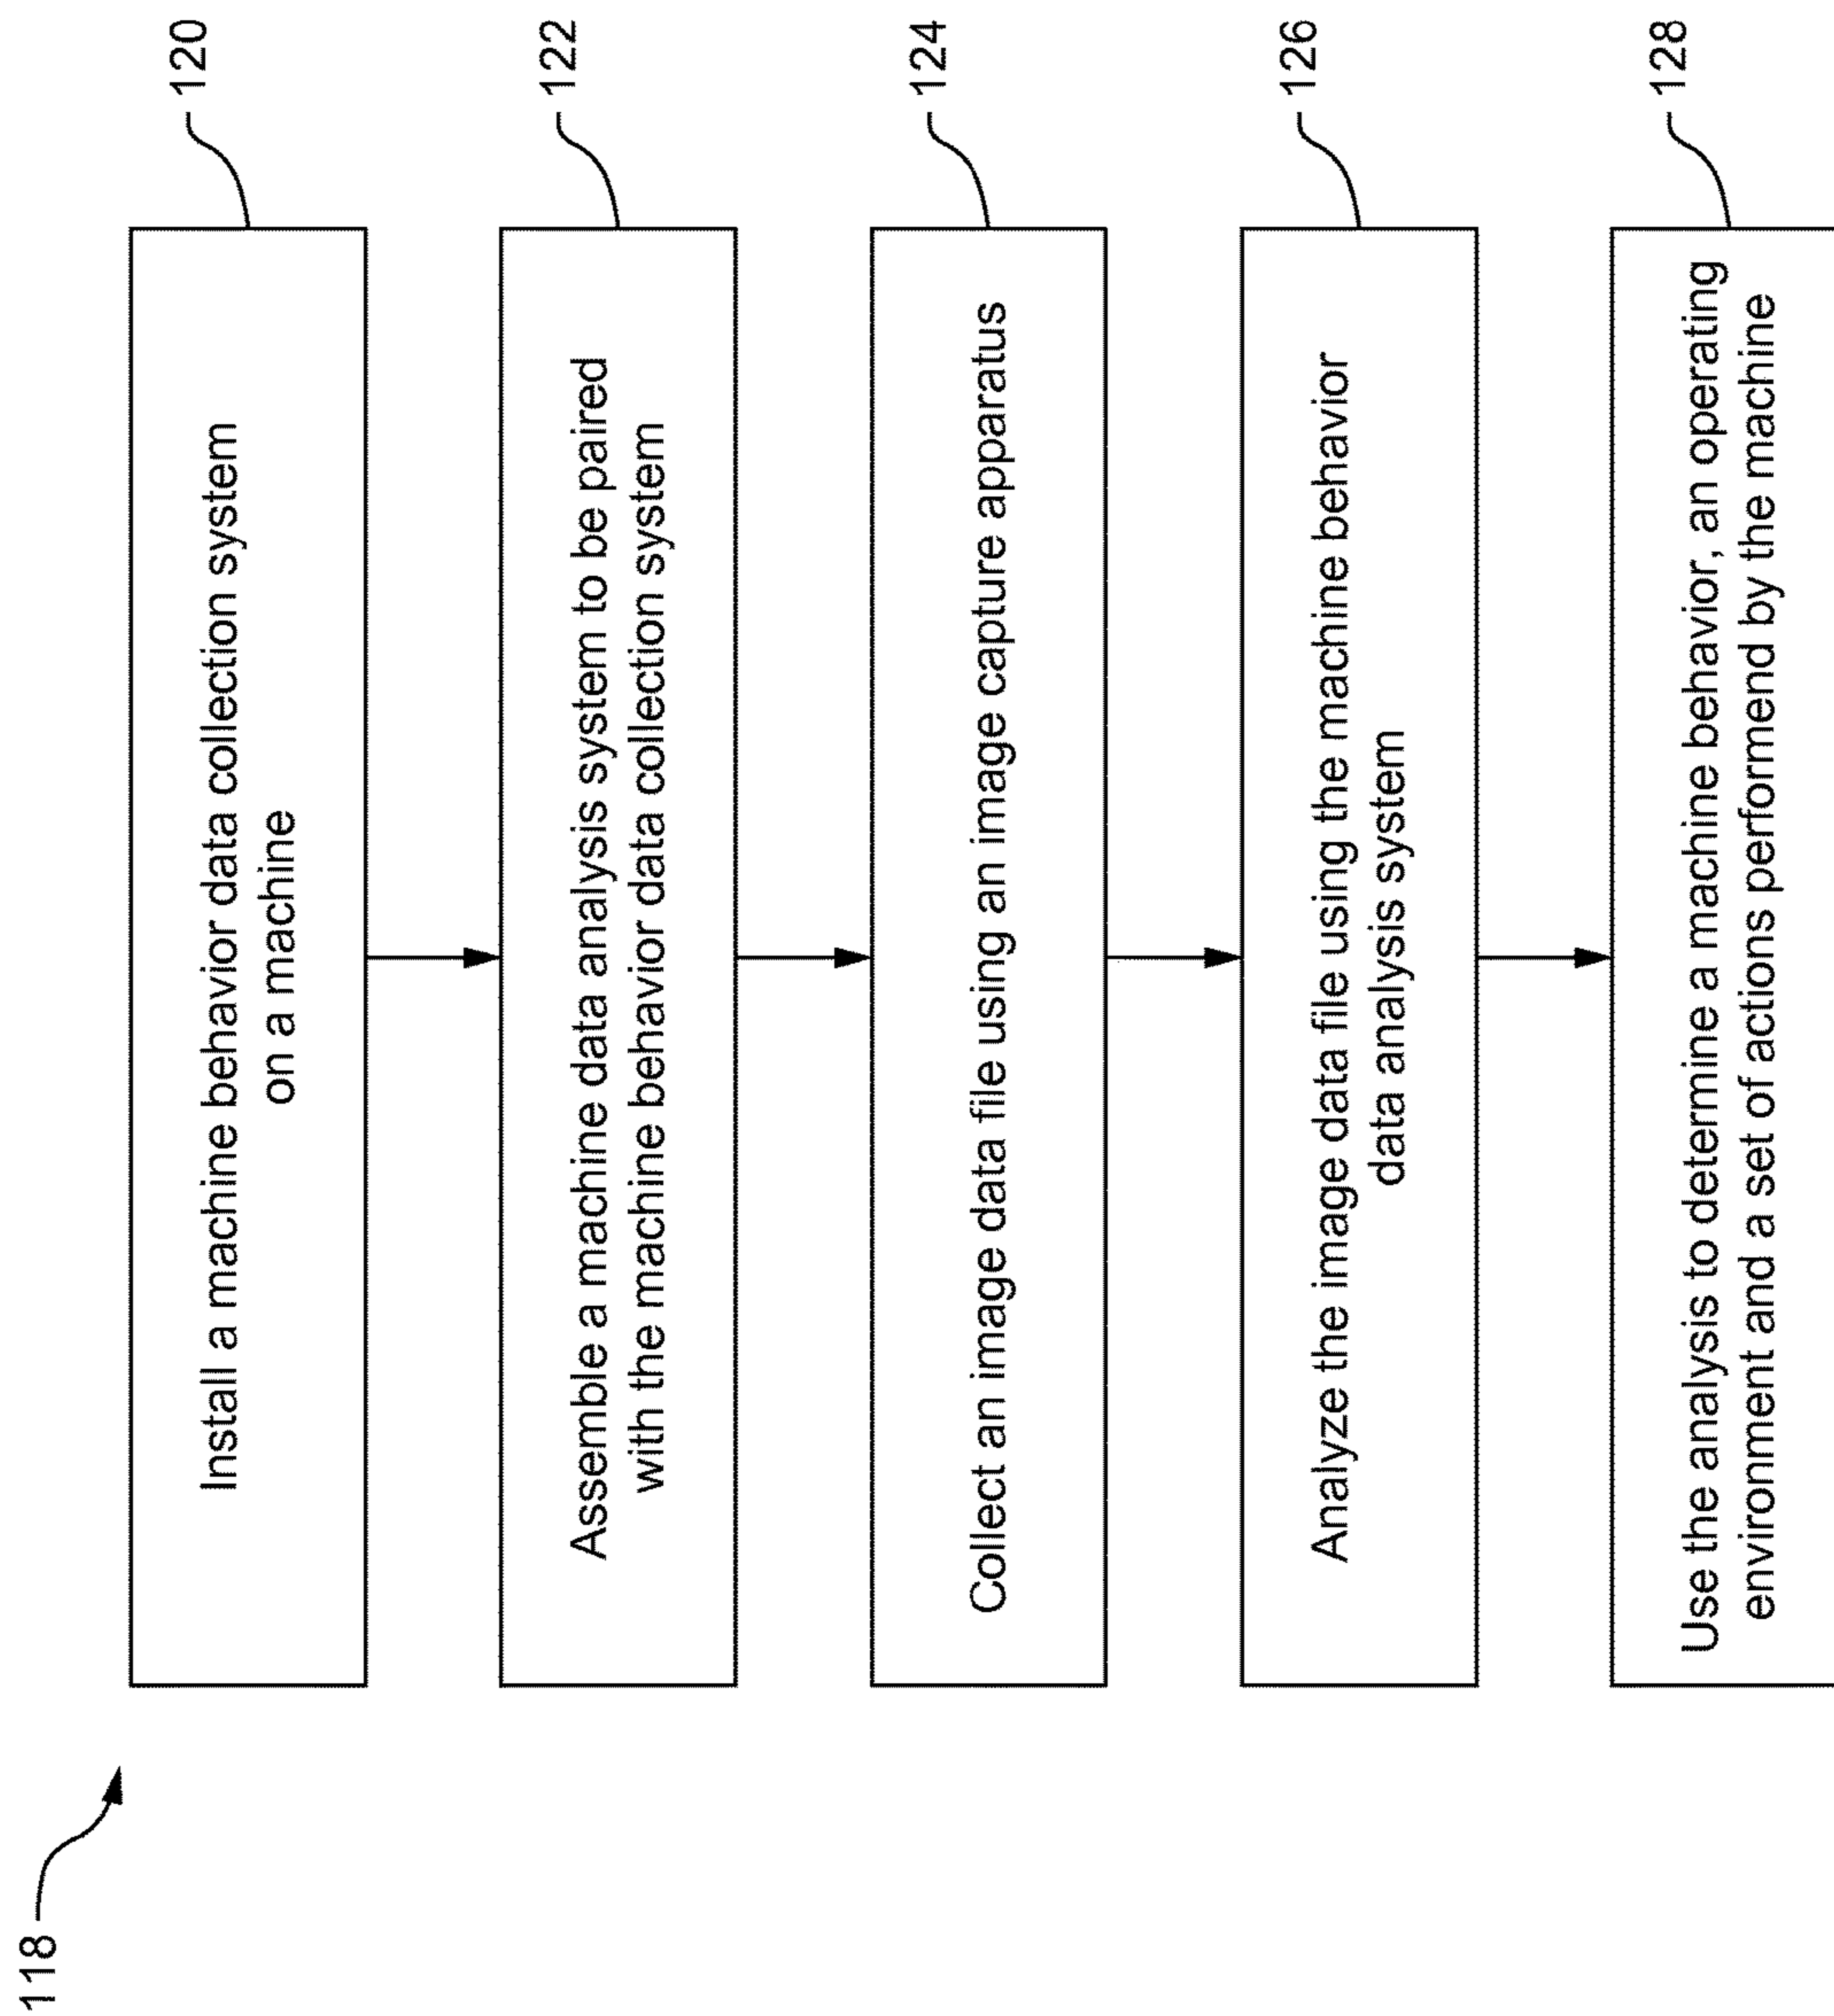 118
120
Install a machine behavior data collection system
on a machine
122
Assemble a machine data analysis system to be paired
with the machine behavior data collection system
124
Collect an image data file using an image capture apparatus
126
Analyze the image data file using the machine behavior
data analysis system
128
Use the analysis to determine a machine behavior, an operating
environment and a set of actions performend by the machine